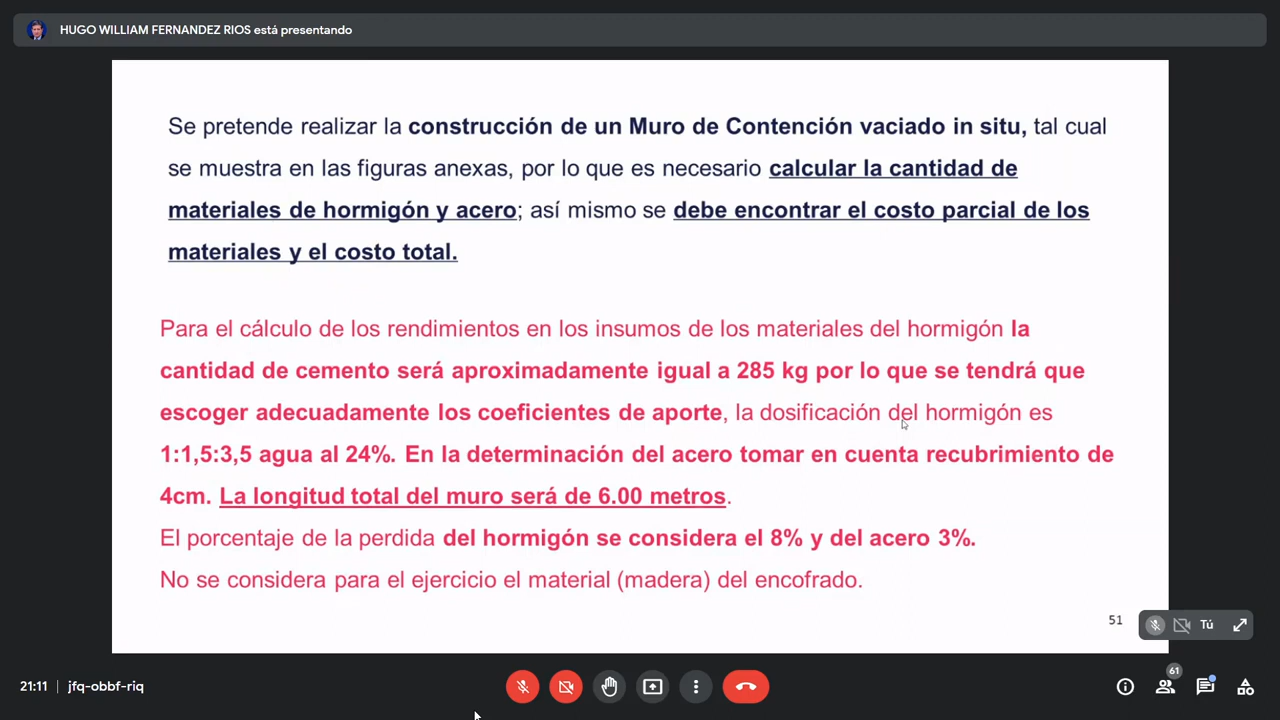 HUGO WILLIAM FERNANDEZ RIOS está presentando
Se pretende realizar la construcción de un Muro de Contención vaciado in situ, tal cual
se muestra en las figuras anexas, por lo que es necesario calcular la cantidad de
materiales de hormigón y acero; así mismo se debe encontrar el costo parcial de los
materiales y el costo total.
Para el cálculo de los rendimientos en los insumos de los materiales del hormigón la
cantidad de cemento será aproximadamente igual a 285 kg por lo que se tendrá que
escoger adecuadamente los coeficientes de aporte, la dosificación del hormigón es
1:1,5:3,5 agua al 24%. En la determinación del acero tomar en cuenta recubrimiento de
4cm. La longitud total del muro será de 6.00 metros.
El porcentaje de la perdida del hormigón se considera el 8% y del acero 3%.
No se considera para el ejercicio el material (madera) del encofrado.
51
Tú
21:11 | jfq-obbf-riq
61